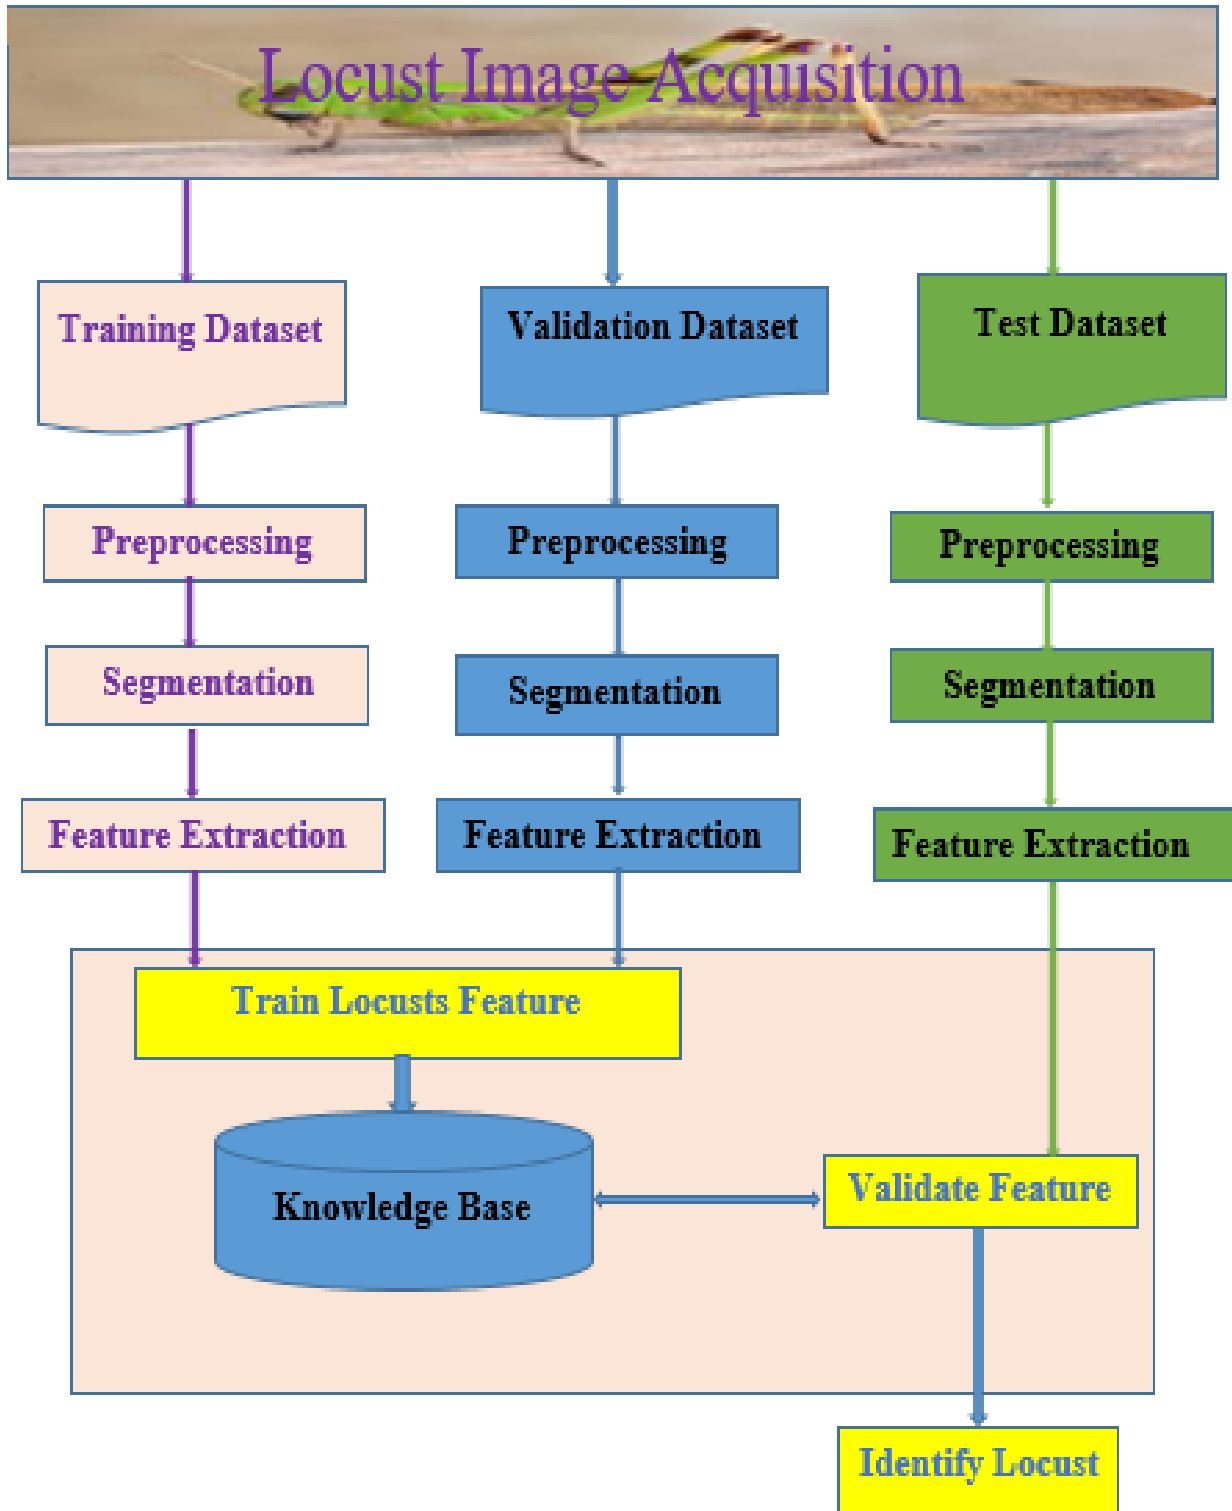 Locust Image Acquisition
Training Dataset
Validation Dataset
Test Dataset
Preprocessing
Preprocessing
Preprocessing
Segmentation
Segmentation
Segmentation
Feature Extraction
Feature Extraction
Feature Extraction
Train Locusts Feature
Knowledge Base
Validate Feature
Identify Locust